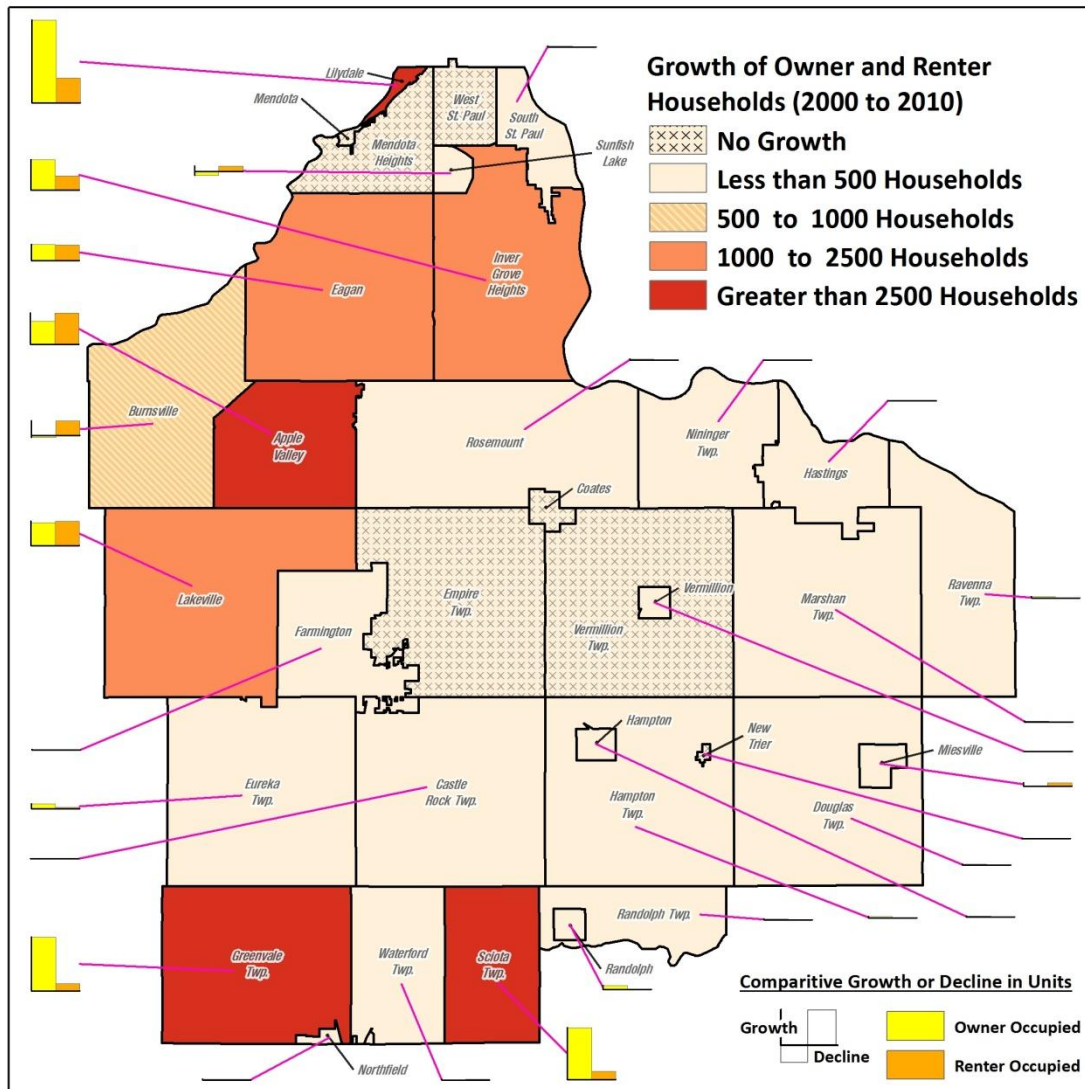 Growth of Owner and Renter
Households (2000 to 2010)
No Growth
Less than 500 Households
500 to 1000 Households
1000 to 2500 Households
Greater than 2500 Households
Lilydale
Mendota
West
St. Paul
South
St. Paul
Mendota
Heights
Sunfish
Lake
Inver
Grove
Heights
Eagan
Burnsville
Apple
Valley
Rosemount
Nininger
Twp.
Hastings
Coates
Ravenna
Twp.
Lakeville
Farmington
Empire
Twp.
Vermillion
Vermillion
Twp.
Marshan
Twp.
Eureka
Twp.
Castle
Rock Twp.
Hampton
New
Trier
Hampton
Twp.
Miesville
Douglas
Twp.
Greenvale
Twp.
Waterford
Twp.
Sciota
Twp.
Randolph Twp.
Randolph
Northfield
Comparitive Growth or Decline in Units
Growth
Decline
Owner Occupied
Renter Occupied